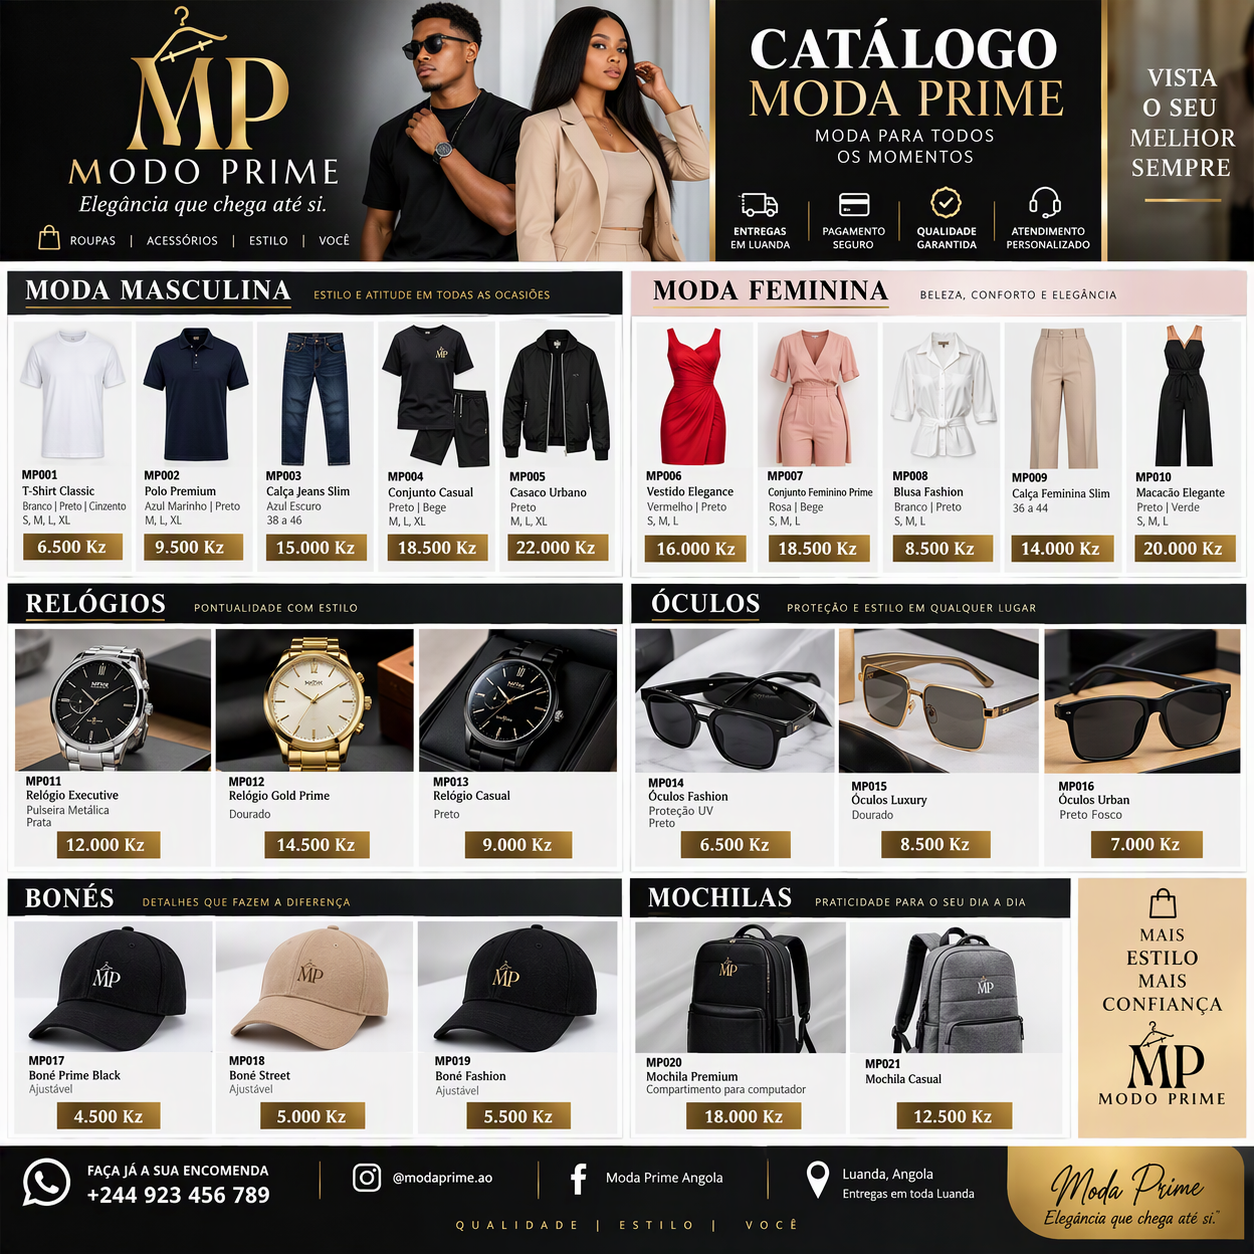 MP
MODO PRIME
Elegância que chega até si.
ROUPAS | ACESSÓRIOS | ESTILO | VOCÊ
CATÁLOGO
MODA PRIME
MODA PARA TODOS
OS MOMENTOS
ENTREGAS
EM LUANDA
PAGAMENTO
SEGURO
QUALIDADE
GARANTIDA
ATENDIMENTO
PERSONALIZADO
VISTA
O SEU
MELHOR
SEMPRE
MODA MASCULINA
ESTILO E ATITUDE EM TODAS AS OCASIÕES
MP
MP001
T-Shirt Classic
Branco | Preto | Cinzento
S, M, L, XL
6.500 Kz
MP002
Polo Premium
Azul Marinho | Preto
M, L, XL
9.500 Kz
MP003
Calça Jeans Slim
Azul Escuro
38 a 46
15.000 Kz
MP004
Conjunto Casual
Preto | Bege
M, L, XL
18.500 Kz
MP005
Casaco Urbano
Preto
M, L, XL
22.000 Kz
MODA FEMININA
BELEZA, CONFORTO E ELEGÂNCIA
MP006
Vestido Elegance
Vermelho | Preto
S, M, L
16.000 Kz
MP007
Conjunto Feminino Prime
Rosa | Bege
S, M, L
18.500 Kz
MP008
Blusa Fashion
Branco | Preto
S, M, L
8.500 Kz
MP009
Calça Feminina Slim
36 a 44
14.000 Kz
MP010
Macacão Elegante
Preto | Verde
S, M, L
20.000 Kz
RELÓGIOS
PONTUALIDADE COM ESTILO
MP011
Relógio Executive
Pulseira Metálica
Prata
12.000 Kz
MP012
Relógio Gold Prime
Dourado
14.500 Kz
MP013
Relógio Casual
Preto
9.000 Kz
ÓCULOS
PROTEÇÃO E ESTILO EM QUALQUER LUGAR
MP014
Óculos Fashion
Proteção UV
Preto
6.500 Kz
MP015
Óculos Luxury
Dourado
8.500 Kz
MP016
Óculos Urban
Preto Fosco
7.000 Kz
BONÉS
DETALHES QUE FAZEM A DIFERENÇA
MP
MP017
Boné Prime Black
Ajustável
4.500 Kz
MP
MP018
Boné Street
Ajustável
5.000 Kz
MP
MP019
Boné Fashion
Ajustável
5.500 Kz
MOCHILAS
PRATICIDADE PARA O SEU DIA A DIA
MP
MP020
Mochila Premium
Compartimento para computador
18.000 Kz
MP
MP021
Mochila Casual
12.500 Kz
MAIS
ESTILO
MAIS
CONFIANÇA
MP
MODO PRIME
FAÇA JÁ A SUA ENCOMENDA
+244 923 456 789
@modaprime.ao
Moda Prime Angola
Luanda, Angola
Entregas em toda Luanda
QUALIDADE | ESTILO | VOCÊ
Moda Prime
Elegância que chega até si."